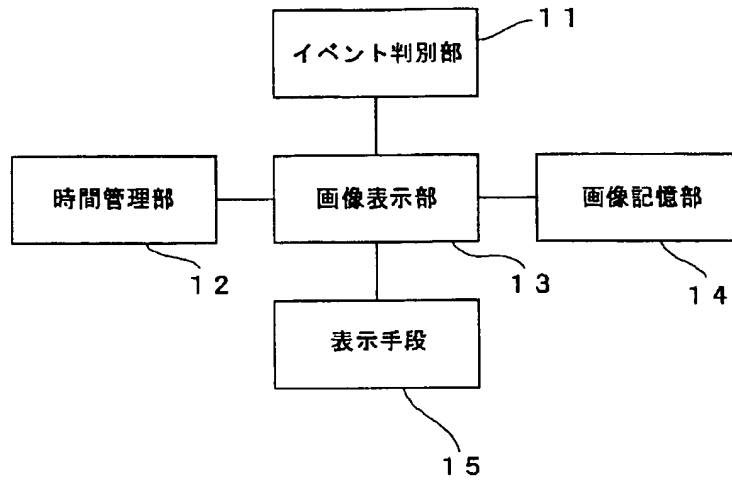 11
イベント判別部
時間管理部
画像表示部
画像記憶部
12
13
14
表示手段
15